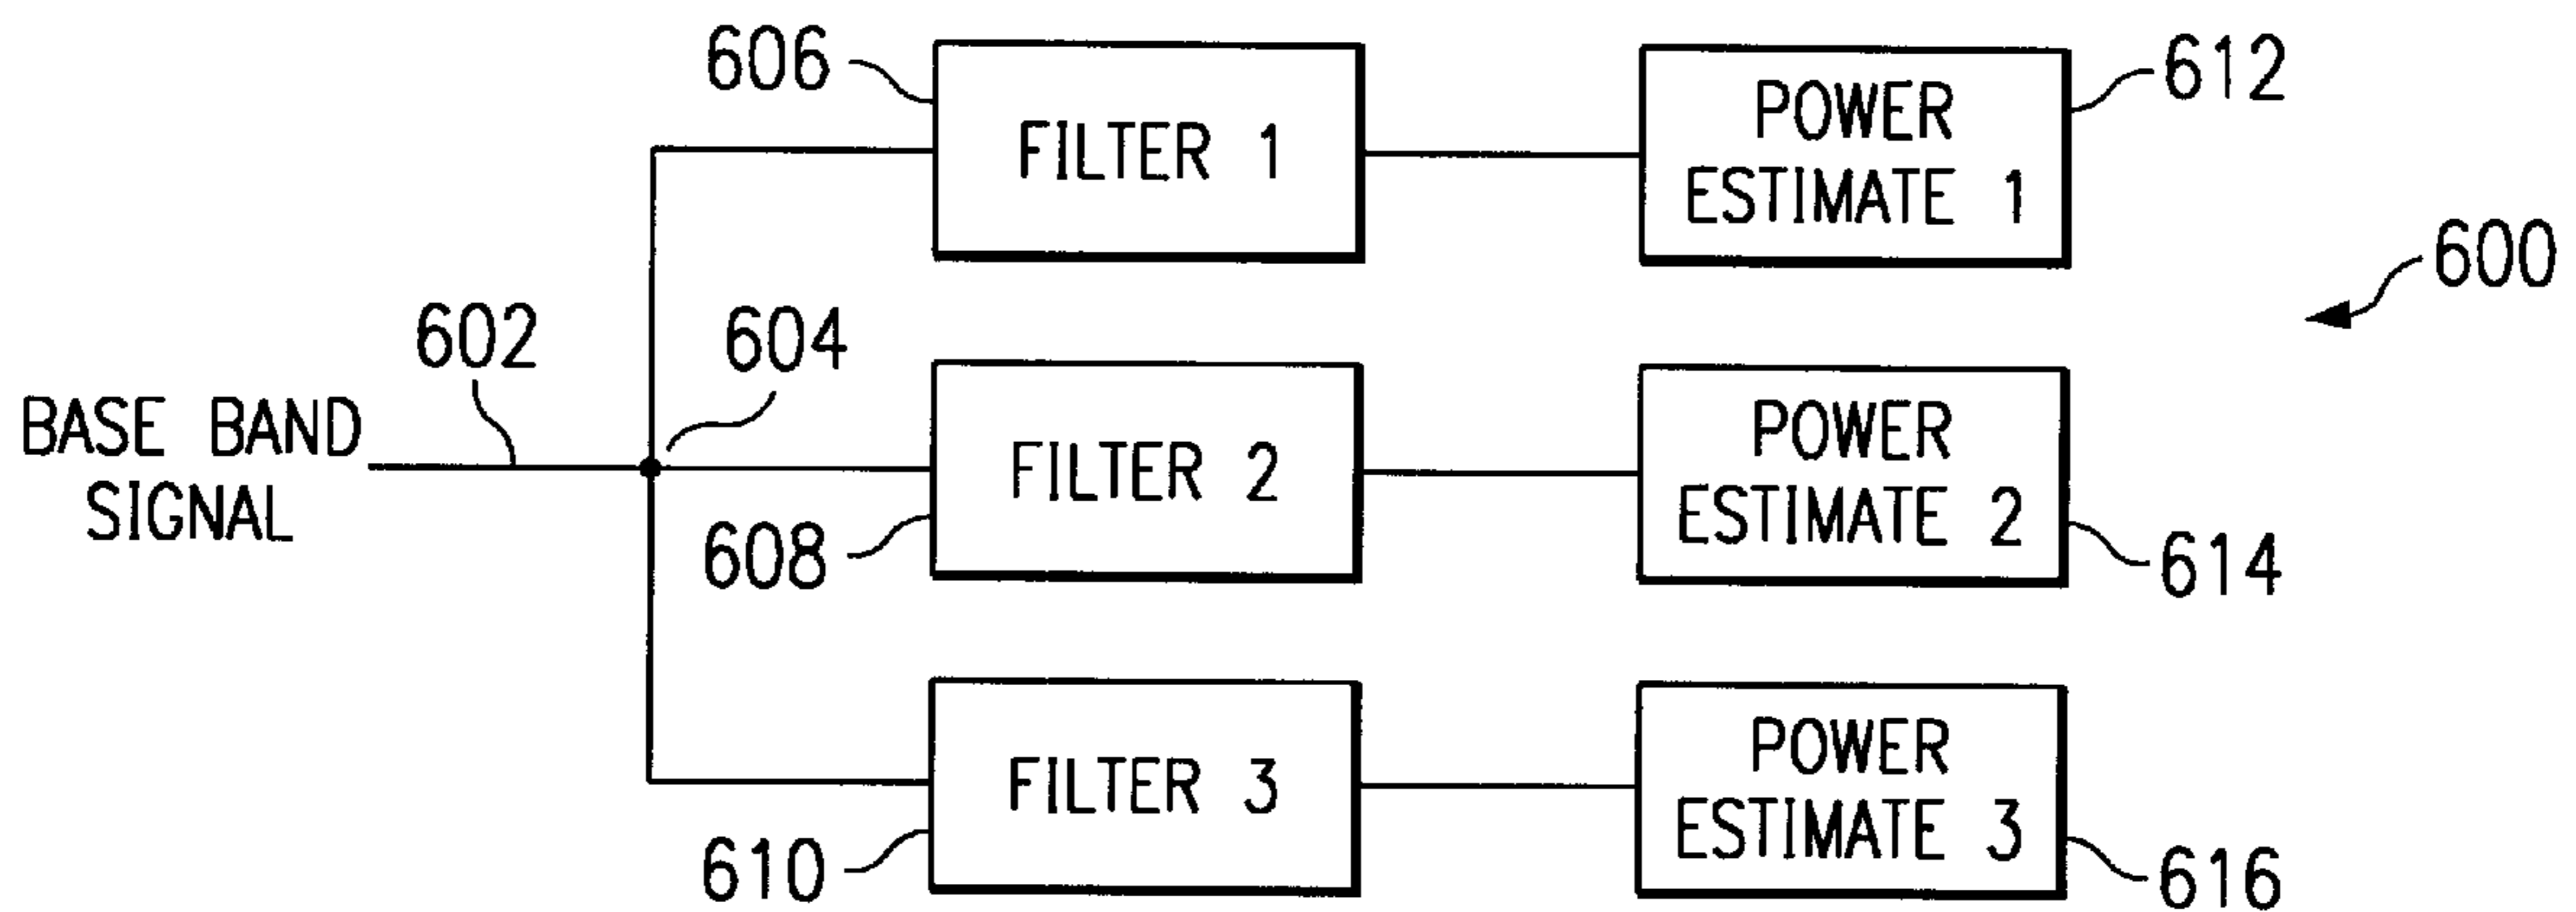 606
FILTER 1
POWER
ESTIMATE 1
612
600
602
604
BASE BAND
SIGNAL
FILTER 2
608
POWER
ESTIMATE 2
614
FILTER 3
610
POWER
ESTIMATE 3
616